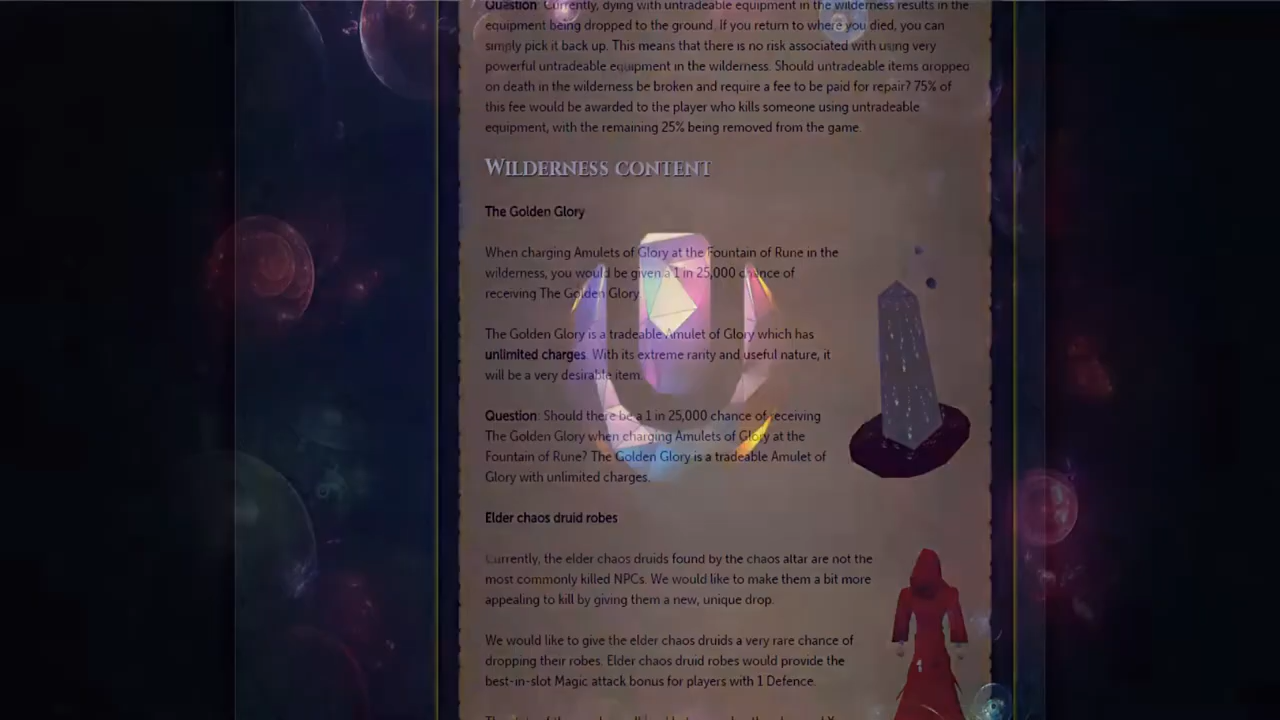 Question: Currently, dying with untradeable equipment in the wilderness results in the
equipment being dropped to the ground. If you return to where you died, you can
simply pick it back up. This means that there is no risk associated with using very
powerful untradeable equipment in the wilderness. Should untradeable items dropped
on death in the wilderness be broken and require a fee to be paid for repair? 75% of
this fee would be awarded to the player who kills someone using untradeable
equipment, with the remaining 25% being removed from the game.
WILDERNESS CONTENT
The Golden Glory
When charging Amulets of Glory at the Fountain of Rune in the
wilderness, you would be given a 1 in 25,000 chance of
receiving The Golden Glory.
The Golden Glory is a tradeable Amulet of Glory which has
unlimited charges. With its extreme rarity and useful nature, it
will be a very desirable item.
Question: Should there be a 1 in 25,000 chance of receiving
The Golden Glory when charging Amulets of Glory at the
Fountain of Rune? The Golden Glory is a tradeable Amulet of
Glory with unlimited charges.
Elder chaos druid robes
Currently, the elder chaos druids found by the chaos altar are not the
most commonly killed NPCs. We would like to make them a bit more
appealing to kill by giving them a new, unique drop.
We would like to give the elder chaos druids a very rare chance of
dropping their robes. Elder chaos druid robes would provide the
best-in-slot Magic attack bonus for players with 1 Defence.